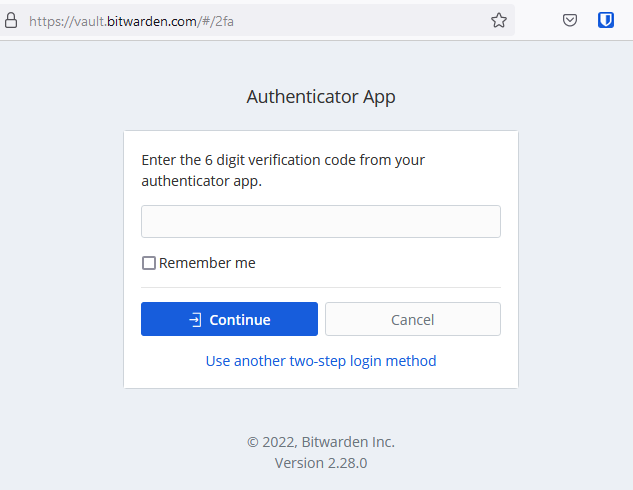 https://vault.bitwarden.com/#/2fa
Authenticator App
Enter the 6 digit verification code from your
authenticator app.
Remember me
Continue
Cancel
Use another two-step login method
© 2022, Bitwarden Inc.
Version 2.28.0